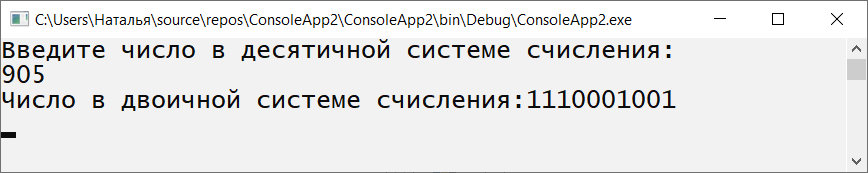 C:\Users\Наталья\source\repos\ConsoleApp2\ConsoleApp2\bin\Debug\ConsoleApp2.exe
Введите число в десятичной системе счисления:
905
Число в двоичной системе счисления:1110001001